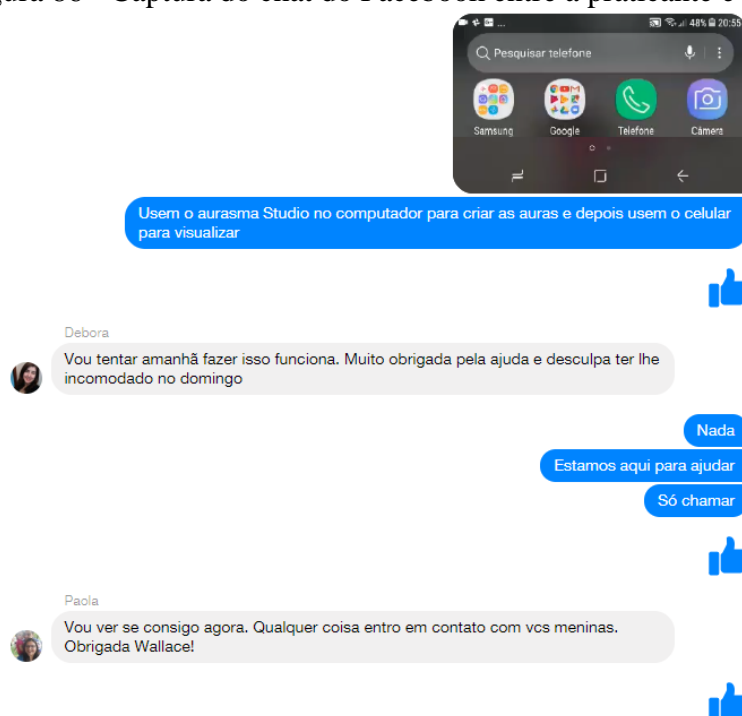 Captura do chat do Facebook entre a praticante e
48% 20:55
Pesquisar telefone
Samsung Google Telefone Câmera
Usem o aurasma Studio no computador para criar as auras e depois usem o celular
para visualizar
Debora
Vou tentar amanhã fazer isso funciona. Muito obrigada pela ajuda e desculpa ter lhe
incomodado no domingo
Nada
Estamos aqui para ajudar
Só chamar
Paola
Vou ver se consigo agora. Qualquer coisa entro em contato com vcs meninas.
Obrigada Wallace!